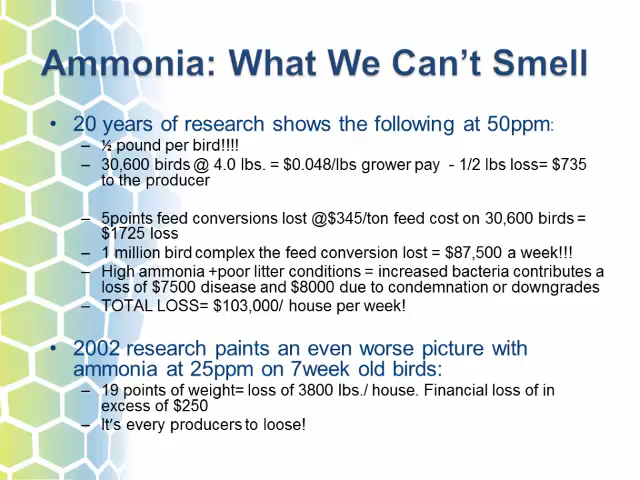 Ammonia: What We Can't Smell
• 20 years of research shows the following at 50ppm:
– ½ pound per bird!!!!
– 30,600 birds @ 4.0 lbs. = $0.048/lbs grower pay - 1/2 lbs loss= $735
to the producer
– 5points feed conversions lost @$345/ton feed cost on 30,600 birds =
$1725 loss
– 1 million bird complex the feed conversion lost = $87,500 a week!!!
– High ammonia +poor litter conditions = increased bacteria contributes a
loss of $7500 disease and $8000 due to condemnation or downgrades
– TOTAL LOSS= $103,000/ house per week!
• 2002 research paints an even worse picture with
ammonia at 25ppm on 7week old birds:
– 19 points of weight= loss of 3800 lbs./ house. Financial loss of in
excess of $250
– It's every producers to loose!